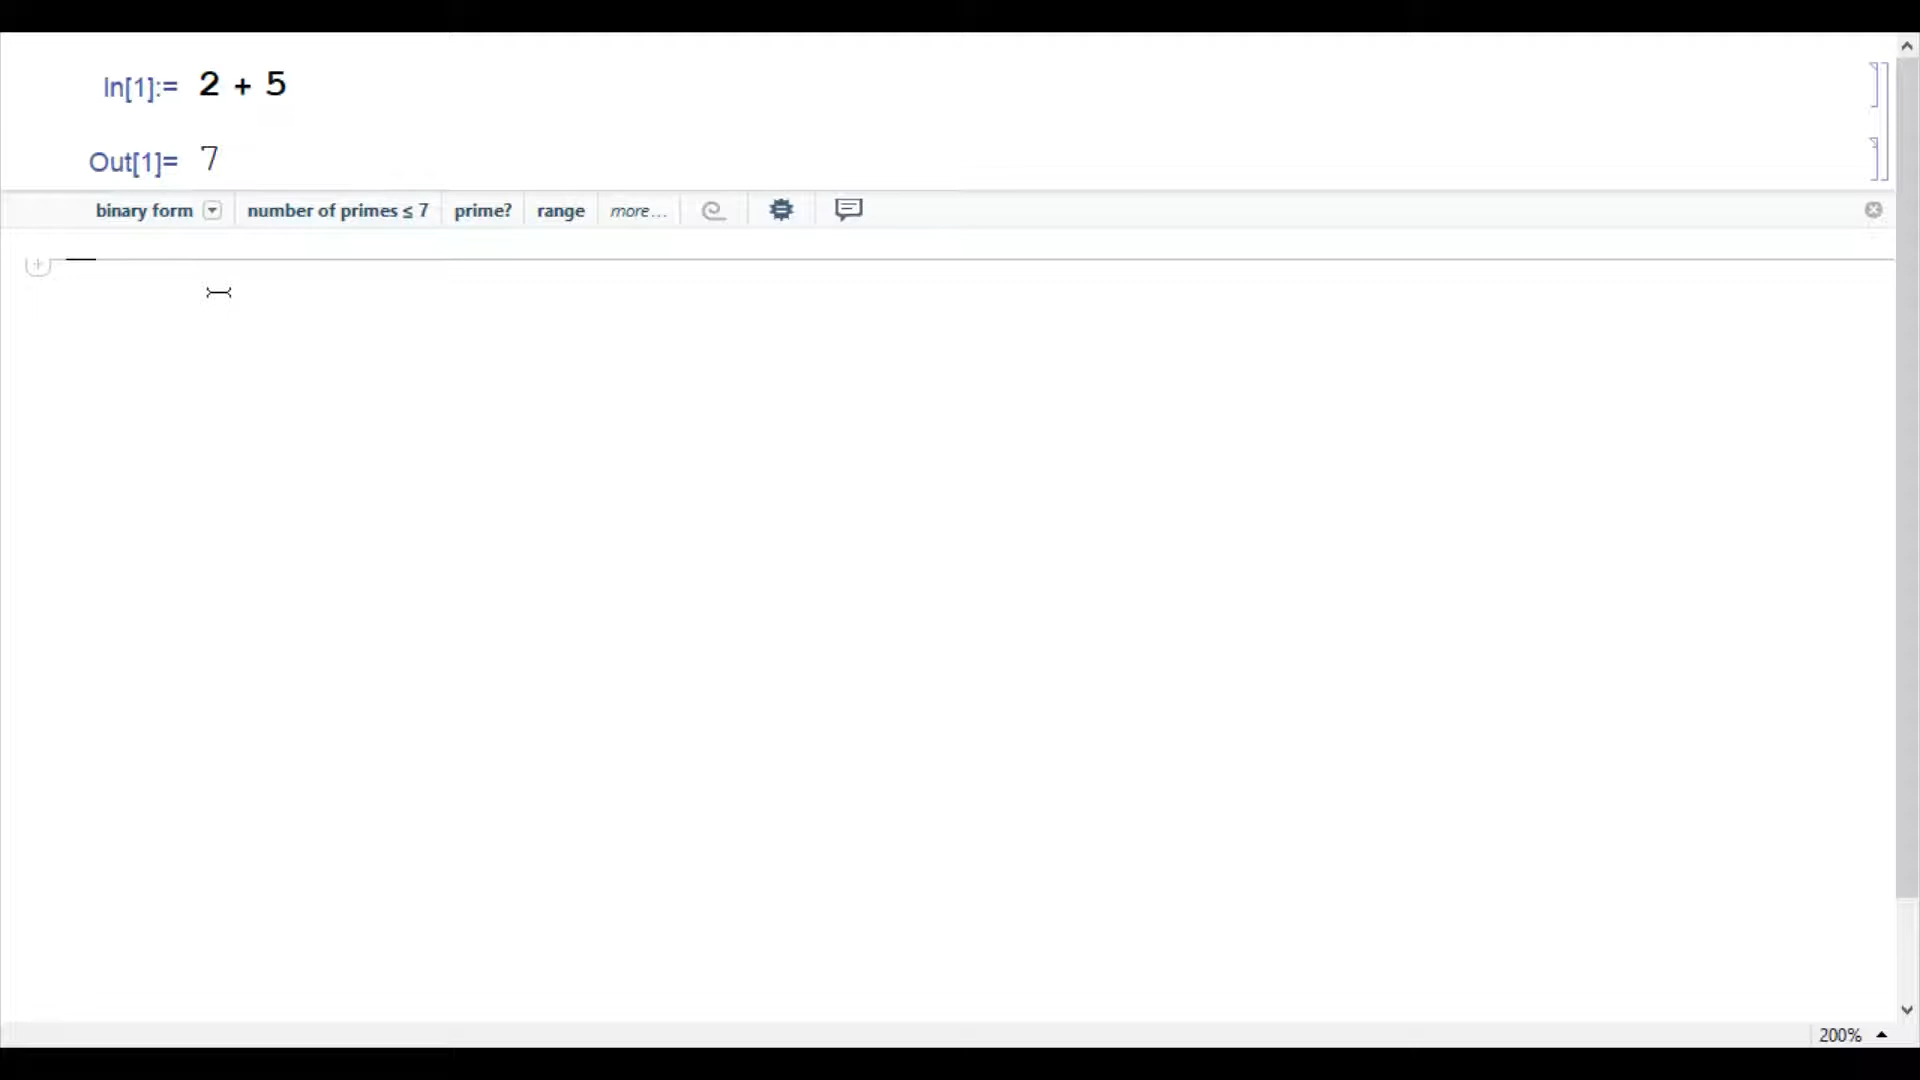 In[1]:= 2 + 5
Out[1]= 7
binary form number of primes ≤ 7 prime? range more...
200%